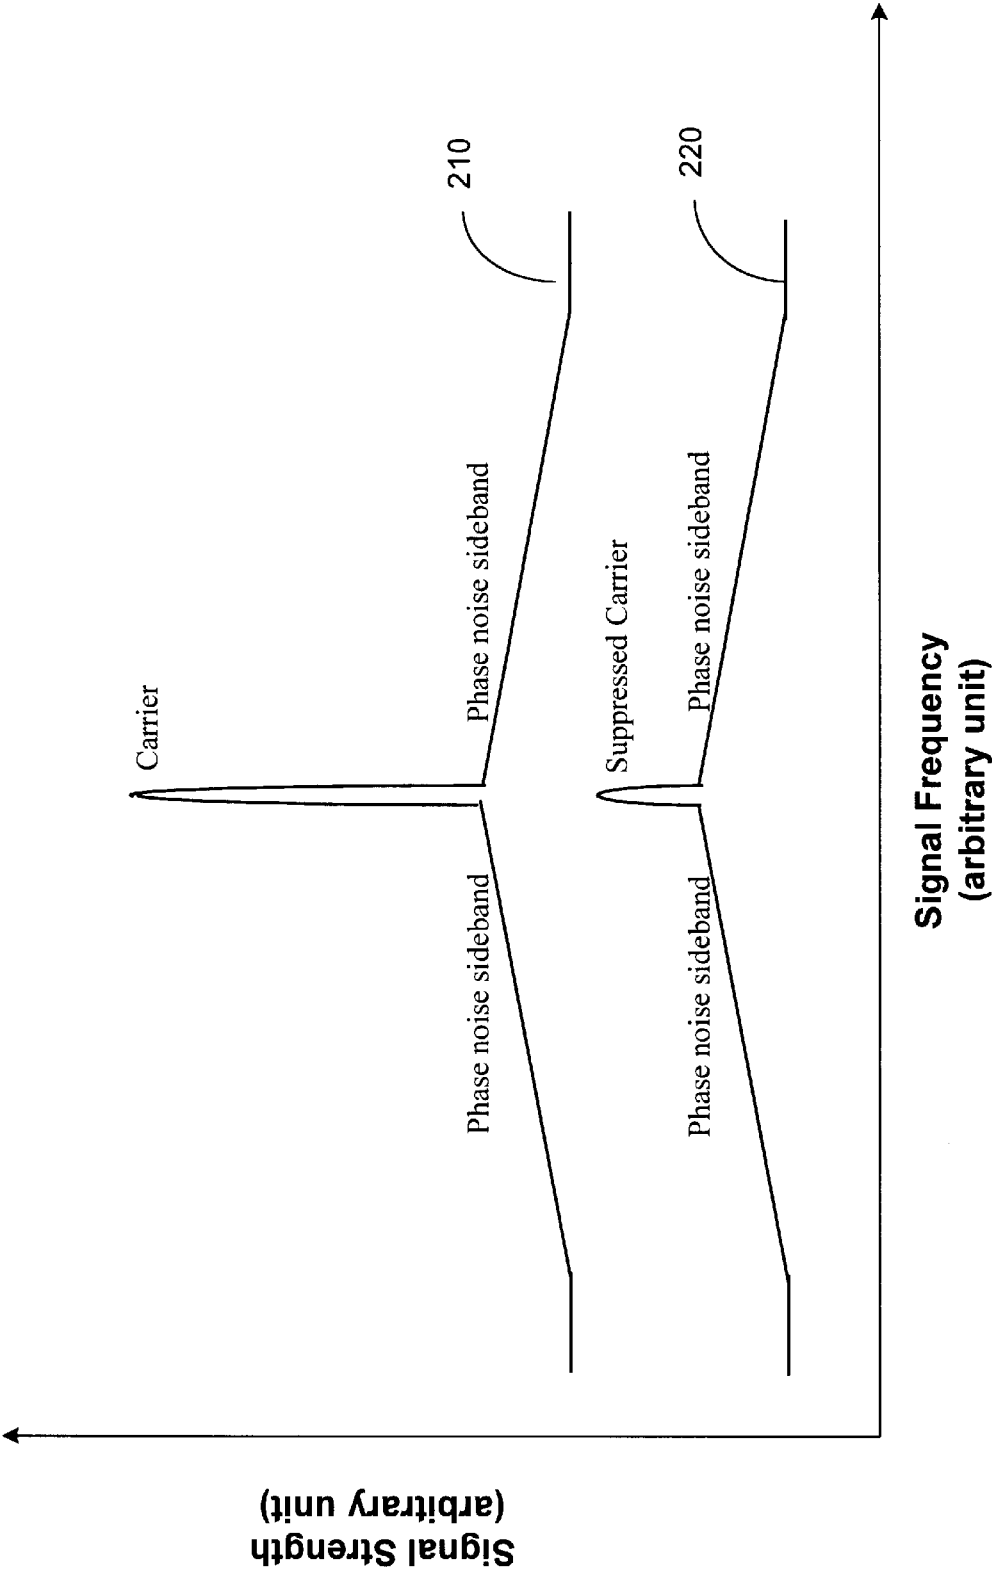 Carrier
210
Phase noise sideband
Phase noise sideband
Suppressed Carrier
220
Phase noise sideband
Phase noise sideband
Signal Strength
(arbitrary unit)
Signal Frequency
(arbitrary unit)